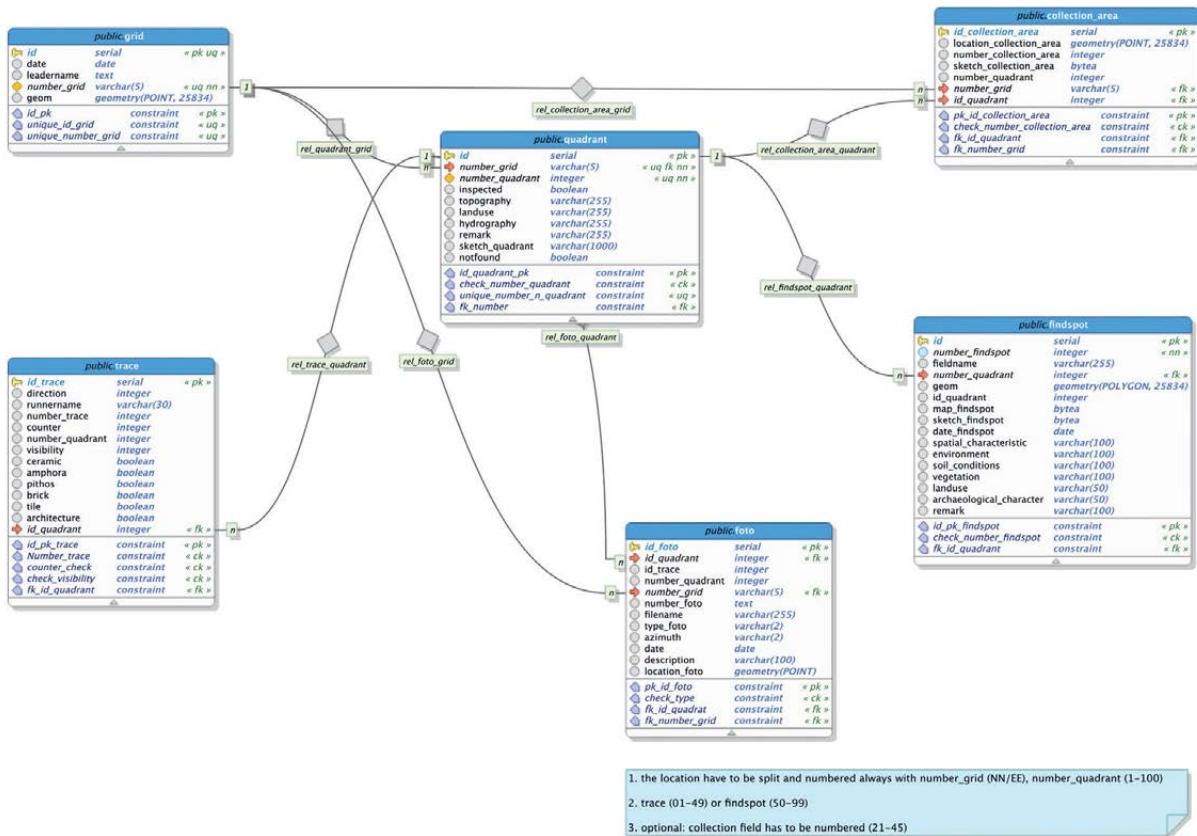 public.grid
id serial « pk uq »
date date
leadername text
number_grid varchar(5) « uq nn »
geom geometry(POINT, 25834)
id_pk constraint « pk »
unique_id_grid constraint « uq »
unique_number_grid constraint « uq »
public.collection_area
id_collection_area serial « pk »
location_collection_area geometry(POINT, 25834)
number_collection_area integer
sketch_collection_area bytea
number_quadrant integer
number_grid varchar(5) « fk »
id_quadrant integer « fk »
pk_id_collection_area constraint « pk »
check_number_collection_area constraint « ck »
fk_id_quadrant constraint « fk »
fk_number_grid constraint « fk »
1
n
n
rel_collection_area_grid
rel_quadrant_grid
rel_collection_area_quadrant
public.quadrant
1
n
1
id serial « pk »
number_grid varchar(5) « uq fk nn »
number_quadrant integer « uq nn »
inspected boolean
topography varchar(255)
landuse varchar(255)
hydrography varchar(255)
remark varchar(255)
sketch_quadrant varchar(1000)
notfound boolean
id_quadrant_pk constraint « pk »
check_number_quadrant constraint « ck »
unique_number_n_quadrant constraint « uq »
fk_number constraint « fk »
rel_findspot_quadrant
rel_foto_quadrant
rel_trace_quadrant
rel_foto_grid
public.findspot
id serial « pk »
number_findspot integer « nn »
fieldname varchar(255)
n
number_quadrant integer « fk »
geom geometry(POLYGON, 25834)
id_quadrant integer
map_findspot bytea
sketch_findspot bytea
date_findspot date
spatial_characteristic varchar(100)
environment varchar(100)
soil_conditions varchar(100)
vegetation varchar(100)
landuse varchar(50)
archaeological_character varchar(50)
remark varchar(100)
id_pk_findspot constraint « pk »
check_number_findspot constraint « ck »
fk_id_quadrant constraint « fk »
public.trace
id_trace serial « pk »
direction integer
runnername varchar(30)
number_trace integer
counter integer
number_quadrant integer
visibility integer
ceramic boolean
amphora boolean
pithos boolean
brick boolean
tile boolean
architecture boolean
id_quadrant integer « fk »
n
id_pk_trace constraint « pk »
Number_trace constraint « ck »
counter_check constraint « ck »
check_visibility constraint « ck »
fk_id_quadrant constraint « fk »
public.foto
id_foto serial « pk »
n
id_quadrant integer « fk »
id_trace integer
number_quadrant integer
n
number_grid varchar(5) « fk »
number_foto text
filename varchar(255)
type_foto varchar(2)
azimuth varchar(2)
date date
description varchar(100)
location_foto geometry(POINT)
pk_id_foto constraint « pk »
check_type constraint « ck »
fk_id_quadrat constraint « fk »
fk_number_grid constraint « fk »
1. the location have to be split and numbered always with number_grid (NN/EE), number_quadrant (1-100)
2. trace (01-49) or findspot (50-99)
3. optional: collection field has to be numbered (21-45)